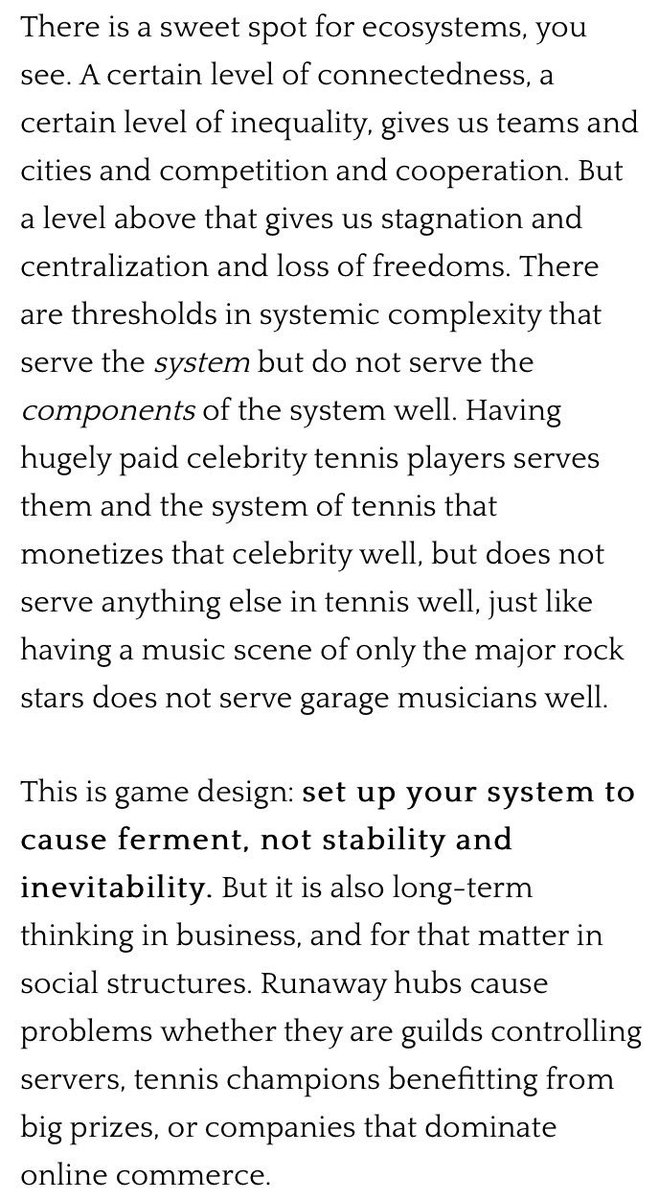 There is a sweet spot for ecosystems, you
see. A certain level of connectedness, a
certain level of inequality, gives us teams and
cities and competition and cooperation. But
a level above that gives us stagnation and
centralization and loss of freedoms. There
are thresholds in systemic complexity that
serve the system but do not serve the
components of the system well. Having
hugely paid celebrity tennis players serves
them and the system of tennis that
monetizes that celebrity well, but does not
serve anything else in tennis well, just like
having a music scene of only the major rock
stars does not serve garage musicians well.
This is game design: set up your system to
cause ferment, not stability and
inevitability. But it is also long-term
thinking in business, and for that matter in
social structures. Runaway hubs cause
problems whether they are guilds controlling
servers, tennis champions benefitting from
big prizes, or companies that dominate
online commerce.